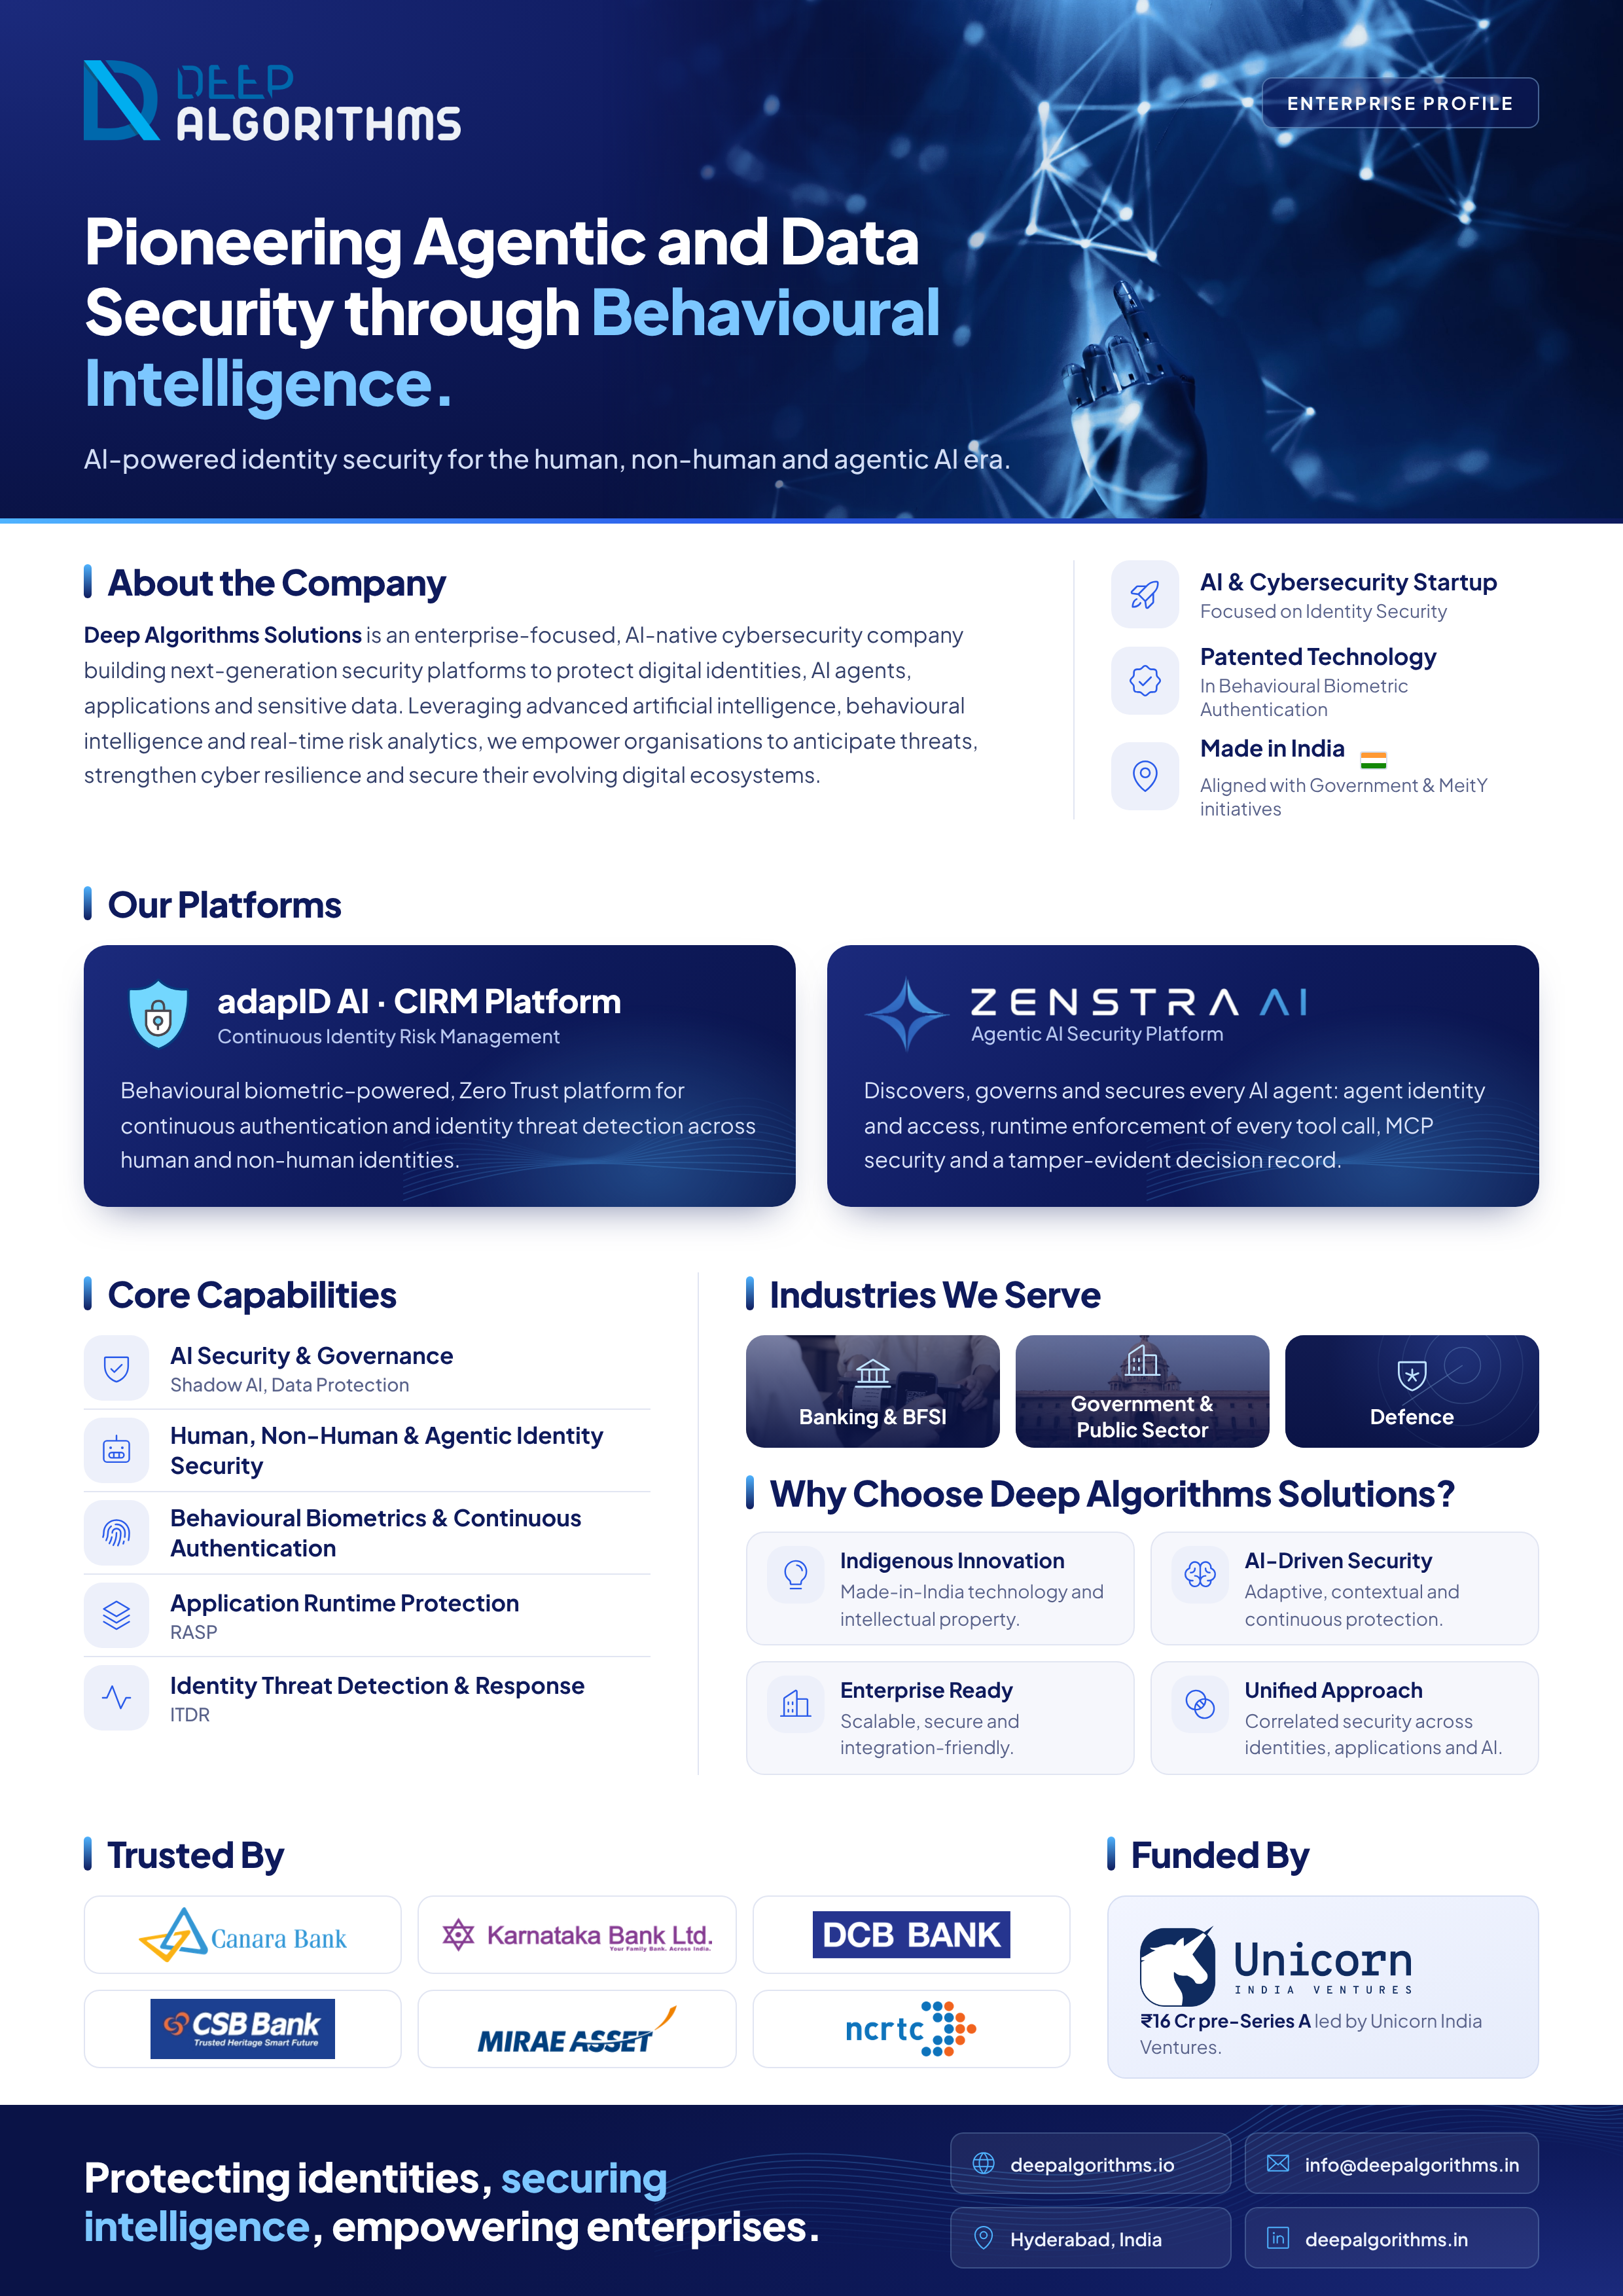 DEEP
ALGORITHMS
ENTERPRISE PROFILE
Pioneering Agentic and Data
Security through Behavioural
Intelligence.
AI-powered identity security for the human, non-human and agentic AI era.
About the Company
Deep Algorithms Solutions is an enterprise-focused, AI-native cybersecurity company
building next-generation security platforms to protect digital identities, AI agents,
applications and sensitive data. Leveraging advanced artificial intelligence, behavioural
intelligence and real-time risk analytics, we empower organisations to anticipate threats,
strengthen cyber resilience and secure their evolving digital ecosystems.
AI & Cybersecurity Startup
Focused on Identity Security
Patented Technology
In Behavioural Biometric
Authentication
Made in India
Aligned with Government & MeitY
initiatives
Our Platforms
adapID AI · CIRM Platform
Continuous Identity Risk Management
Behavioural biometric-powered, Zero Trust platform for
continuous authentication and identity threat detection across
human and non-human identities.
ZENSTRA AI
Agentic AI Security Platform
Discovers, governs and secures every AI agent: agent identity
and access, runtime enforcement of every tool call, MCP
security and a tamper-evident decision record.
Core Capabilities
AI Security & Governance
Shadow AI, Data Protection
Human, Non-Human & Agentic Identity
Security
Behavioural Biometrics & Continuous
Authentication
Application Runtime Protection
RASP
Identity Threat Detection & Response
ITDR
Industries We Serve
Banking & BFSI
Government &
Public Sector
Defence
Why Choose Deep Algorithms Solutions?
Indigenous Innovation
Made-in-India technology and
intellectual property.
AI-Driven Security
Adaptive, contextual and
continuous protection.
Enterprise Ready
Scalable, secure and
integration-friendly.
Unified Approach
Correlated security across
identities, applications and AI.
Trusted By
Canara Bank
Karnataka Bank Ltd.
Your Family Bank. Across India.
DCB BANK
CSB Bank
Trusted Heritage Smart Future
MIRAE ASSET
ncrtc
Funded By
Unicorn
INDIA VENTURES
₹16 Cr pre-Series A led by Unicorn India
Ventures.
Protecting identities, securing
intelligence, empowering enterprises.
deepalgorithms.io
info@deepalgorithms.in
Hyderabad, India
in deepalgorithms.in